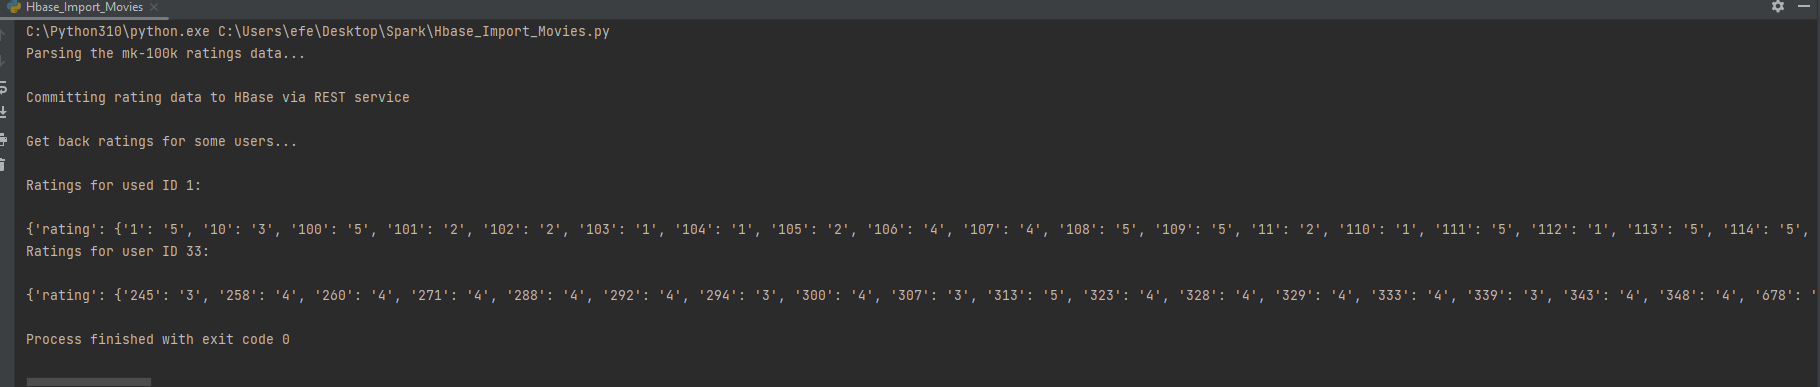 Hbase_Import_Movies
C:\Python310\python.exe C:\Users\efe\Desktop\Spark\Hbase_Import_Movies.py
Parsing the mk-100k ratings data...
Committing rating data to HBase via REST service
Get back ratings for some users...
Ratings for used ID 1:
{'rating': {'1': '5', '10': '3', '100': '5', '101': '2', '102': '2', '103': '1', '104': '1', '105': '2', '106': '4', '107': '4', '108': '5', '109': '5', '11': '2', '110': '1', '111': '5', '112': '1', '113': '5', '114': '5',
Ratings for user ID 33:
{'rating': {'245': '3', '258': '4', '260': '4', '271': '4', '288': '4', '292': '4', '294': '3', '300': '4', '307': '3', '313': '5', '323': '4', '328': '4', '329': '4', '333': '4', '339': '3', '343': '4', '348': '4', '678': '
Process finished with exit code 0